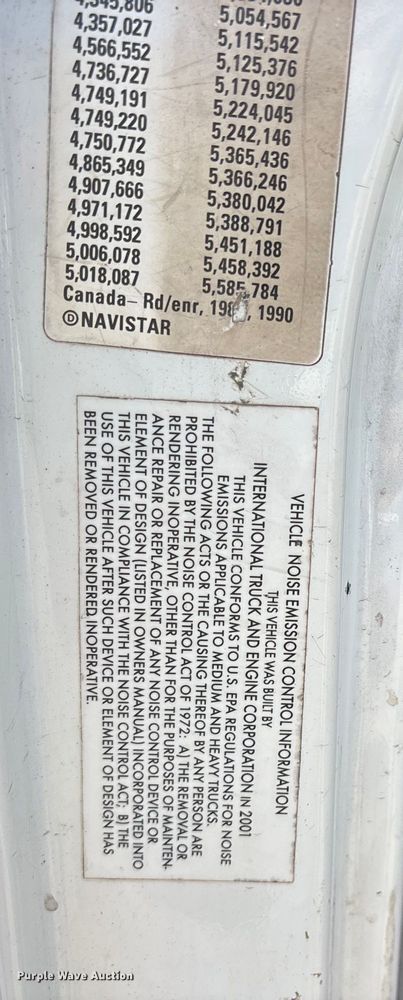 4,345,806
4,357,027 5,054,567
4,566,552 5,115,542
4,736,727 5,125,376
4,749,191 5,179,920
4,749,220 5,224,045
4,750,772 5,242,146
4,865,349 5,365,436
4,907,666 5,366,246
4,971,172 5,380,042
4,998,592 5,388,791
5,006,078 5,451,188
5,018,087 5,458,392
5,585,784
Canada– Rd/enr, 1990
©NAVISTAR
VEHICLE NOISE EMISSION CONTROL INFORMATION
THIS VEHICLE WAS BUILT BY
INTERNATIONAL TRUCK AND ENGINE CORPORATION IN 2001
THIS VEHICLE CONFORMS TO U.S. EPA REGULATIONS FOR NOISE
EMISSIONS APPLICABLE TO MEDIUM AND HEAVY TRUCKS.
THE FOLLOWING ACTS OR THE CAUSING THEREOF BY ANY PERSON ARE
PROHIBITED BY THE NOISE CONTROL ACT OF 1972: A) THE REMOVAL OR
RENDERING INOPERATIVE, OTHER THAN FOR THE PURPOSES OF MAINTEN-
ANCE REPAIR OR REPLACEMENT OF ANY NOISE CONTROL DEVICE OR
ELEMENT OF DESIGN (LISTED IN OWNERS MANUAL) INCORPORATED INTO
THIS VEHICLE IN COMPLIANCE WITH THE NOISE CONTROL ACT; B) THE
USE OF THIS VEHICLE AFTER SUCH DEVICE OR ELEMENT OF DESIGN HAS
BEEN REMOVED OR RENDERED INOPERATIVE.
Purple Wave Auction